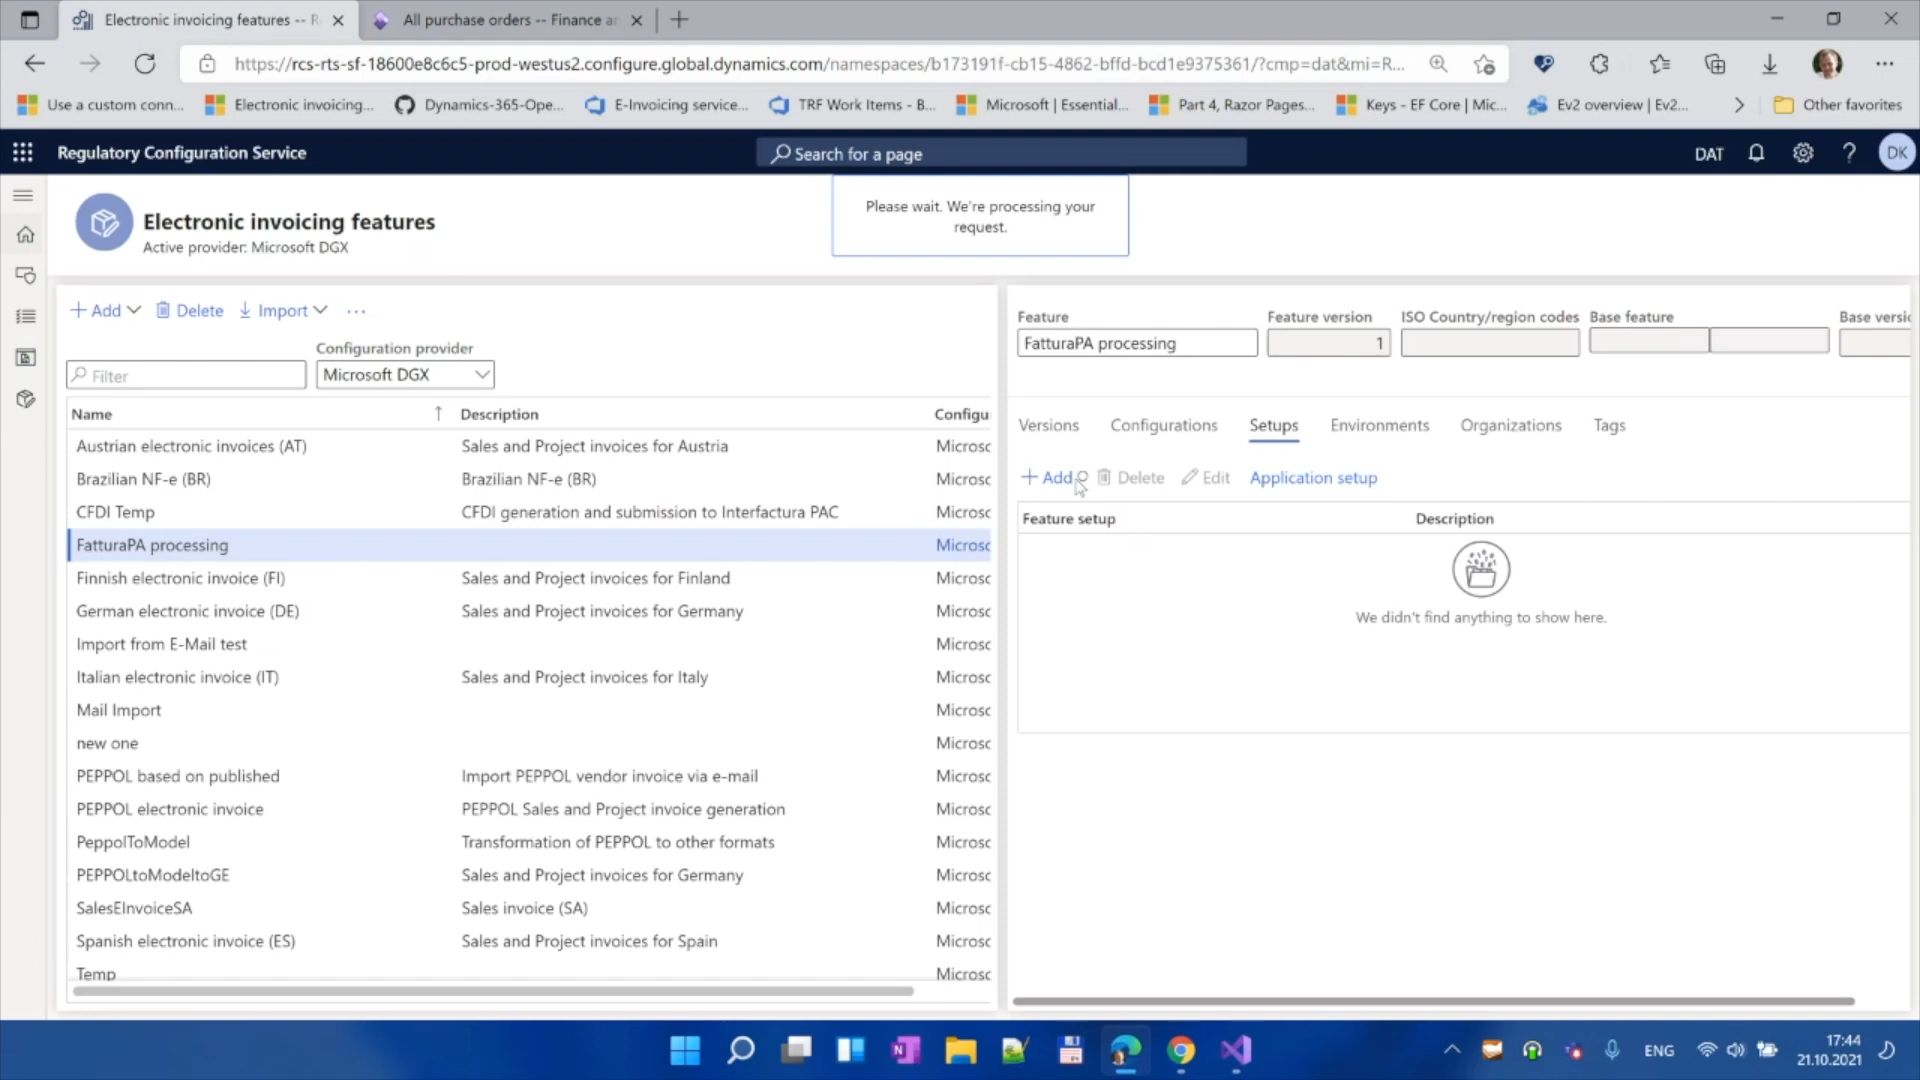 Electronic invoicing features -- R
All purchase orders -- Finance an
https://rcs-rts-sf-18600e8c6c5-prod-westus2.configure.global.dynamics.com/namespaces/b173191f-cb15-4862-bffd-bcd1e9375361/?cmp=dat&mi=R...
Use a custom conn... Electronic invoicing... Dynamics-365-Ope... E-Invoicing service... TRF Work Items - B... Microsoft | Essential... Part 4, Razor Pages... Keys - EF Core | Mic... Ev2 overview | Ev2... Other favorites
Regulatory Configuration Service
Search for a page
DAT
DK
Please wait. We're processing your
request.
Electronic invoicing features
Active provider: Microsoft DGX
Add Delete Import ...
Configuration provider
Filter Microsoft DGX
Name Description Configu
Austrian electronic invoices (AT) Sales and Project invoices for Austria Microsc
Brazilian NF-e (BR) Brazilian NF-e (BR) Microsc
CFDI Temp CFDI generation and submission to Interfactura PAC Microsc
FatturaPA processing Microsc
Finnish electronic invoice (FI) Sales and Project invoices for Finland Microsc
German electronic invoice (DE) Sales and Project invoices for Germany Microsc
Import from E-Mail test Microsc
Italian electronic invoice (IT) Sales and Project invoices for Italy Microsc
Mail Import Microsc
new one Microsc
PEPPOL based on published Import PEPPOL vendor invoice via e-mail Microsc
PEPPOL electronic invoice PEPPOL Sales and Project invoice generation Microsc
PeppolToModel Transformation of PEPPOL to other formats Microsc
PEPPOLtoModeltoGE Sales and Project invoices for Germany Microsc
SalesEInvoiceSA Sales invoice (SA) Microsc
Spanish electronic invoice (ES) Sales and Project invoices for Spain Microsc
Temp Microsc
Feature Feature version ISO Country/region codes Base feature Base versic
FatturaPA processing 1
Versions Configurations Setups Environments Organizations Tags
Add Delete Edit Application setup
Feature setup Description
We didn't find anything to show here.
ENG
17:44
21.10.2021